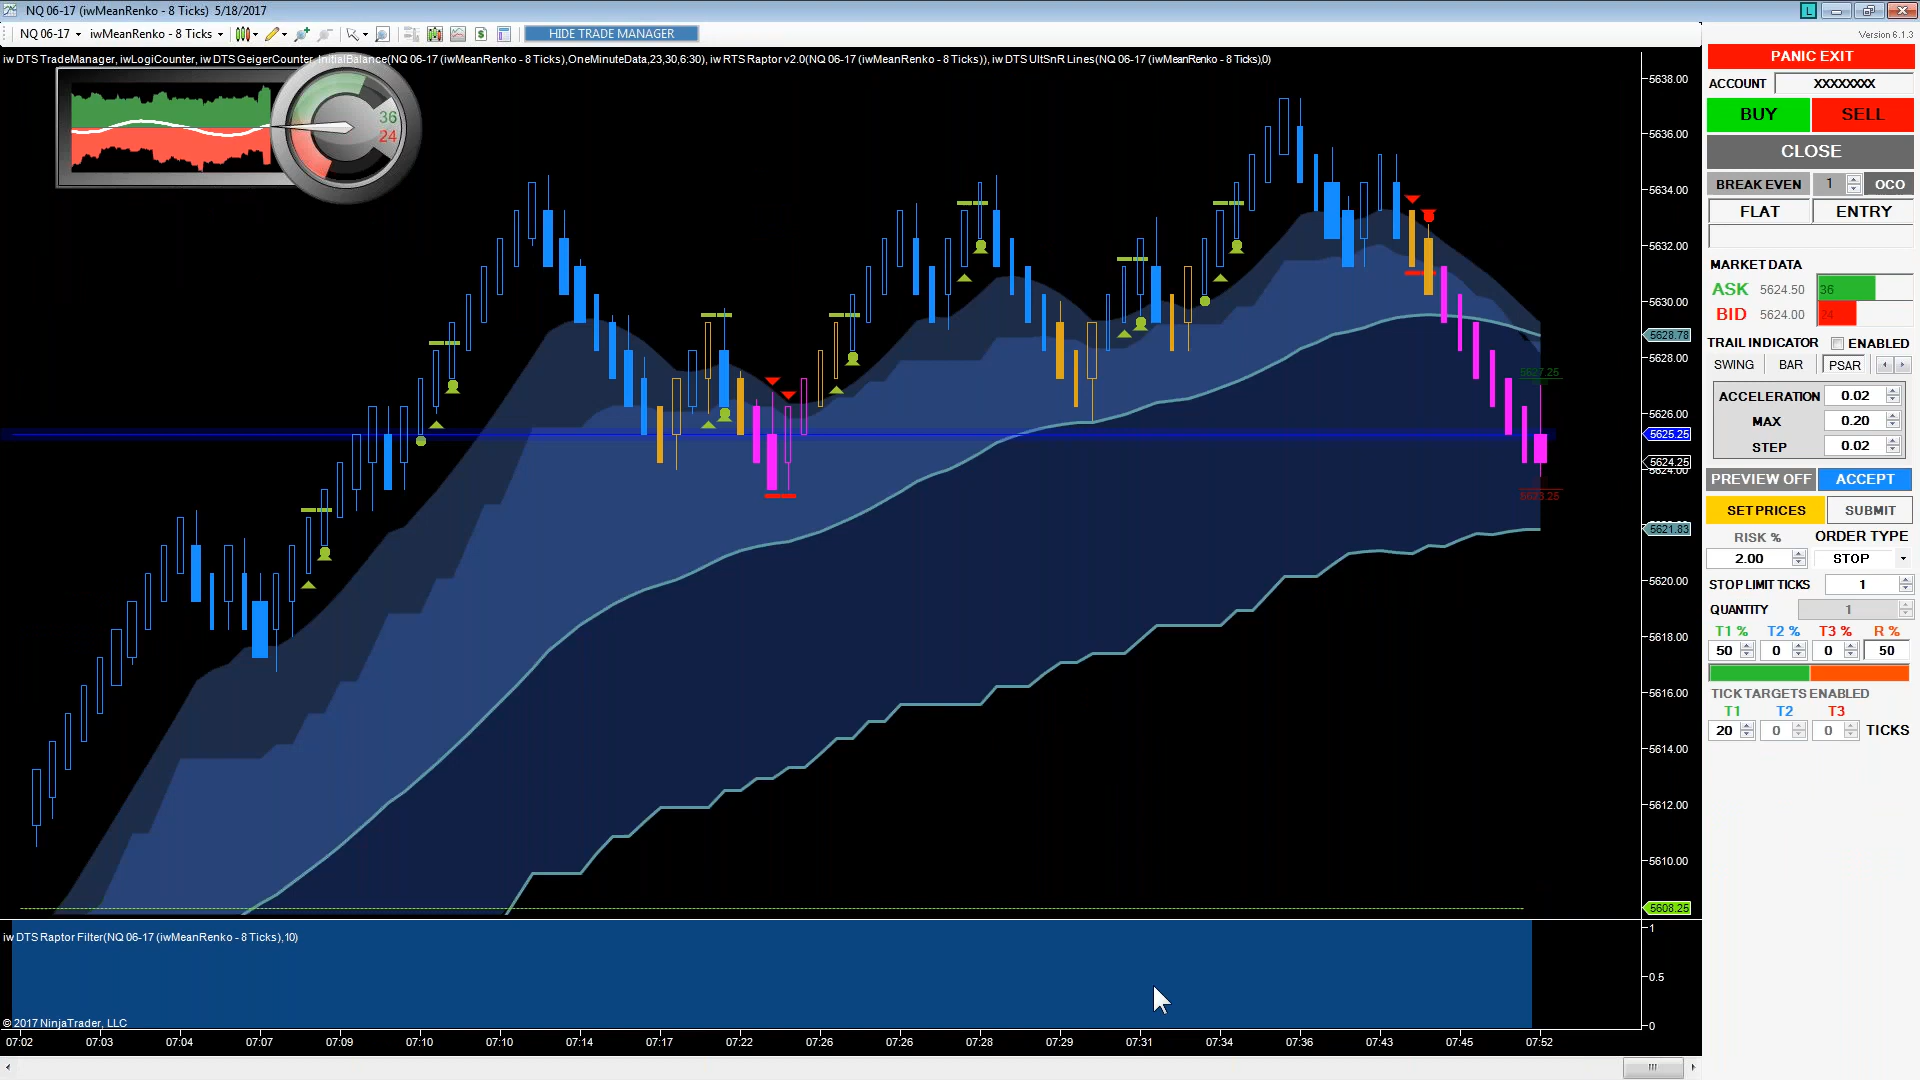 NQ 06-17 (iwMeanRenko - 8 Ticks)  5/18/2017
L
NQ 06-17 iwMeanRenko - 8 Ticks HIDE TRADE MANAGER
iw DTS TradeManager, iwLogiCounter, iw DTS GeigerCounter, InitialBalance(NQ 06-17 (iwMeanRenko - 8 Ticks),OneMinuteData,23,30,6:30), iw RTS Raptor v2.0(NQ 06-17 (iwMeanRenko - 8 Ticks)), iw DTS UltSnR Lines(NQ 06-17 (iwMeanRenko - 8 Ticks),0)
36
24
5638.00
5636.00
5634.00
5632.00
5630.00
5628.78
5628.00
5627.25
5626.00
5625.25
5624.25
5624.00
5623.25
5621.83
5620.00
5618.00
5616.00
5614.00
5612.00
5610.00
5608.25
iw DTS Raptor Filter(NQ 06-17 (iwMeanRenko - 8 Ticks),10)
1
0.5
0
© 2017 NinjaTrader, LLC
07:02 07:03 07:04 07:07 07:09 07:10 07:10 07:14 07:17 07:22 07:26 07:26 07:28 07:29 07:31 07:34 07:36 07:43 07:45 07:52
Version 6.1.3
PANIC EXIT
ACCOUNT XXXXXXXX
BUY SELL
CLOSE
BREAK EVEN 1 OCO
FLAT ENTRY
MARKET DATA
ASK 5624.50 36
BID 5624.00 24
TRAIL INDICATOR ENABLED
SWING BAR PSAR
ACCELERATION 0.02
MAX 0.20
STEP 0.02
PREVIEW OFF ACCEPT
SET PRICES SUBMIT
RISK % ORDER TYPE
2.00 STOP
STOP LIMIT TICKS 1
QUANTITY 1
T1 % T2 % T3 % R %
50 0 0 50
TICK TARGETS ENABLED
T1 T2 T3
20 0 0 TICKS